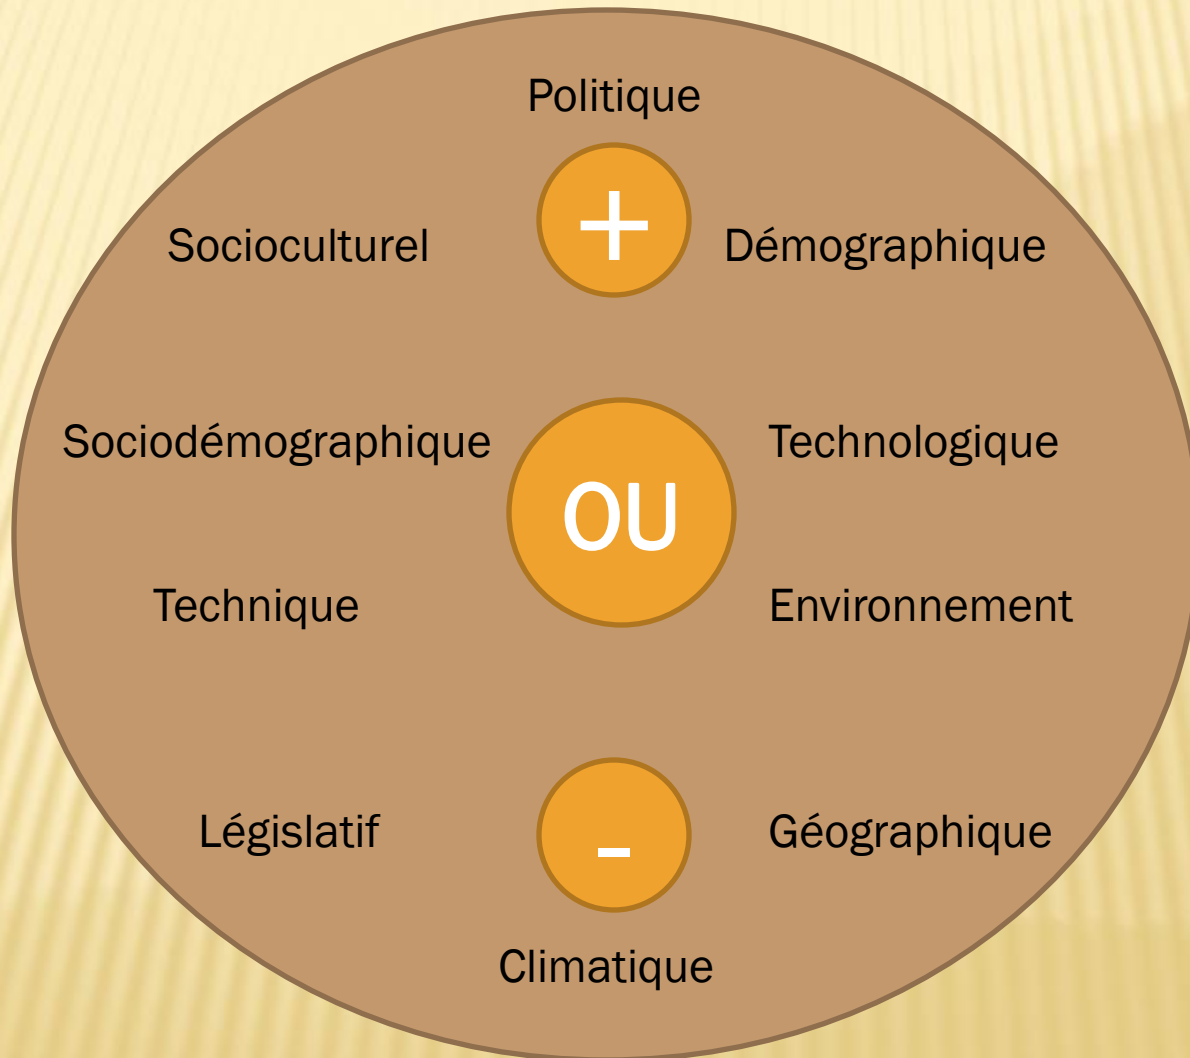 Politique
+
Socioculturel
Démographique
Sociodémographique
Technologique
OU
Technique
Environnement
Législatif
-
Géographique
Climatique